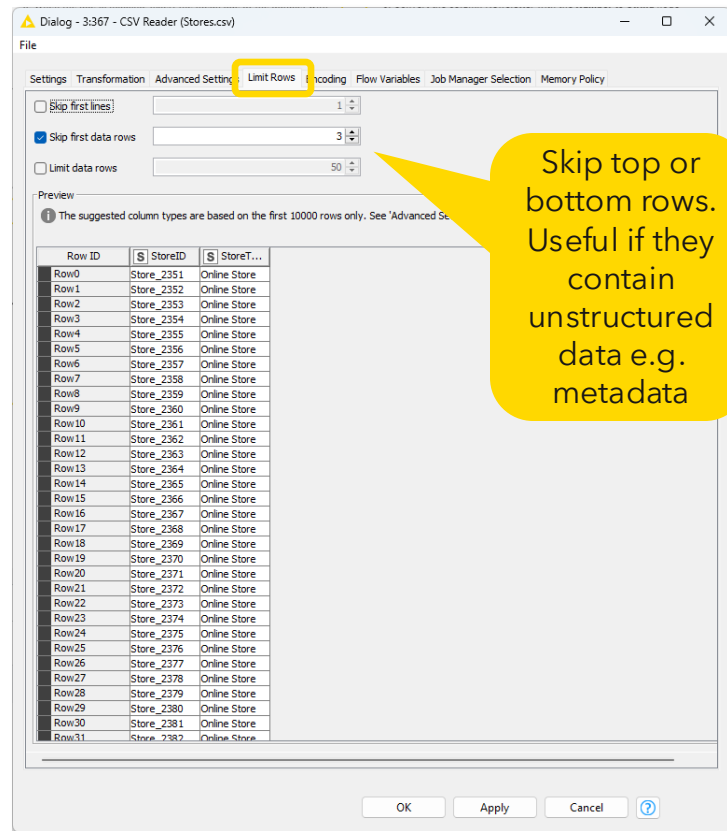 Dialog - 3:367 - CSV Reader (Stores.csv)
File
Settings Transformation Advanced Settings Limit Rows Encoding Flow Variables Job Manager Selection Memory Policy
Skip first lines 1
Skip first data rows 3
Limit data rows 50
Preview
The suggested column types are based on the first 10000 rows only. See 'Advanced Se
Skip top or
bottom rows.
Useful if they
contain
unstructured
data e.g.
metadata
Row ID S StoreID S StoreT...
Row0 Store_2351 Online Store
Row1 Store_2352 Online Store
Row2 Store_2353 Online Store
Row3 Store_2354 Online Store
Row4 Store_2355 Online Store
Row5 Store_2356 Online Store
Row6 Store_2357 Online Store
Row7 Store_2358 Online Store
Row8 Store_2359 Online Store
Row9 Store_2360 Online Store
Row10 Store_2361 Online Store
Row11 Store_2362 Online Store
Row12 Store_2363 Online Store
Row13 Store_2364 Online Store
Row14 Store_2365 Online Store
Row15 Store_2366 Online Store
Row16 Store_2367 Online Store
Row17 Store_2368 Online Store
Row18 Store_2369 Online Store
Row19 Store_2370 Online Store
Row20 Store_2371 Online Store
Row21 Store_2372 Online Store
Row22 Store_2373 Online Store
Row23 Store_2374 Online Store
Row24 Store_2375 Online Store
Row25 Store_2376 Online Store
Row26 Store_2377 Online Store
Row27 Store_2378 Online Store
Row28 Store_2379 Online Store
Row29 Store_2380 Online Store
Row30 Store_2381 Online Store
Row31 Store_2382 Online Store
OK Apply Cancel ?